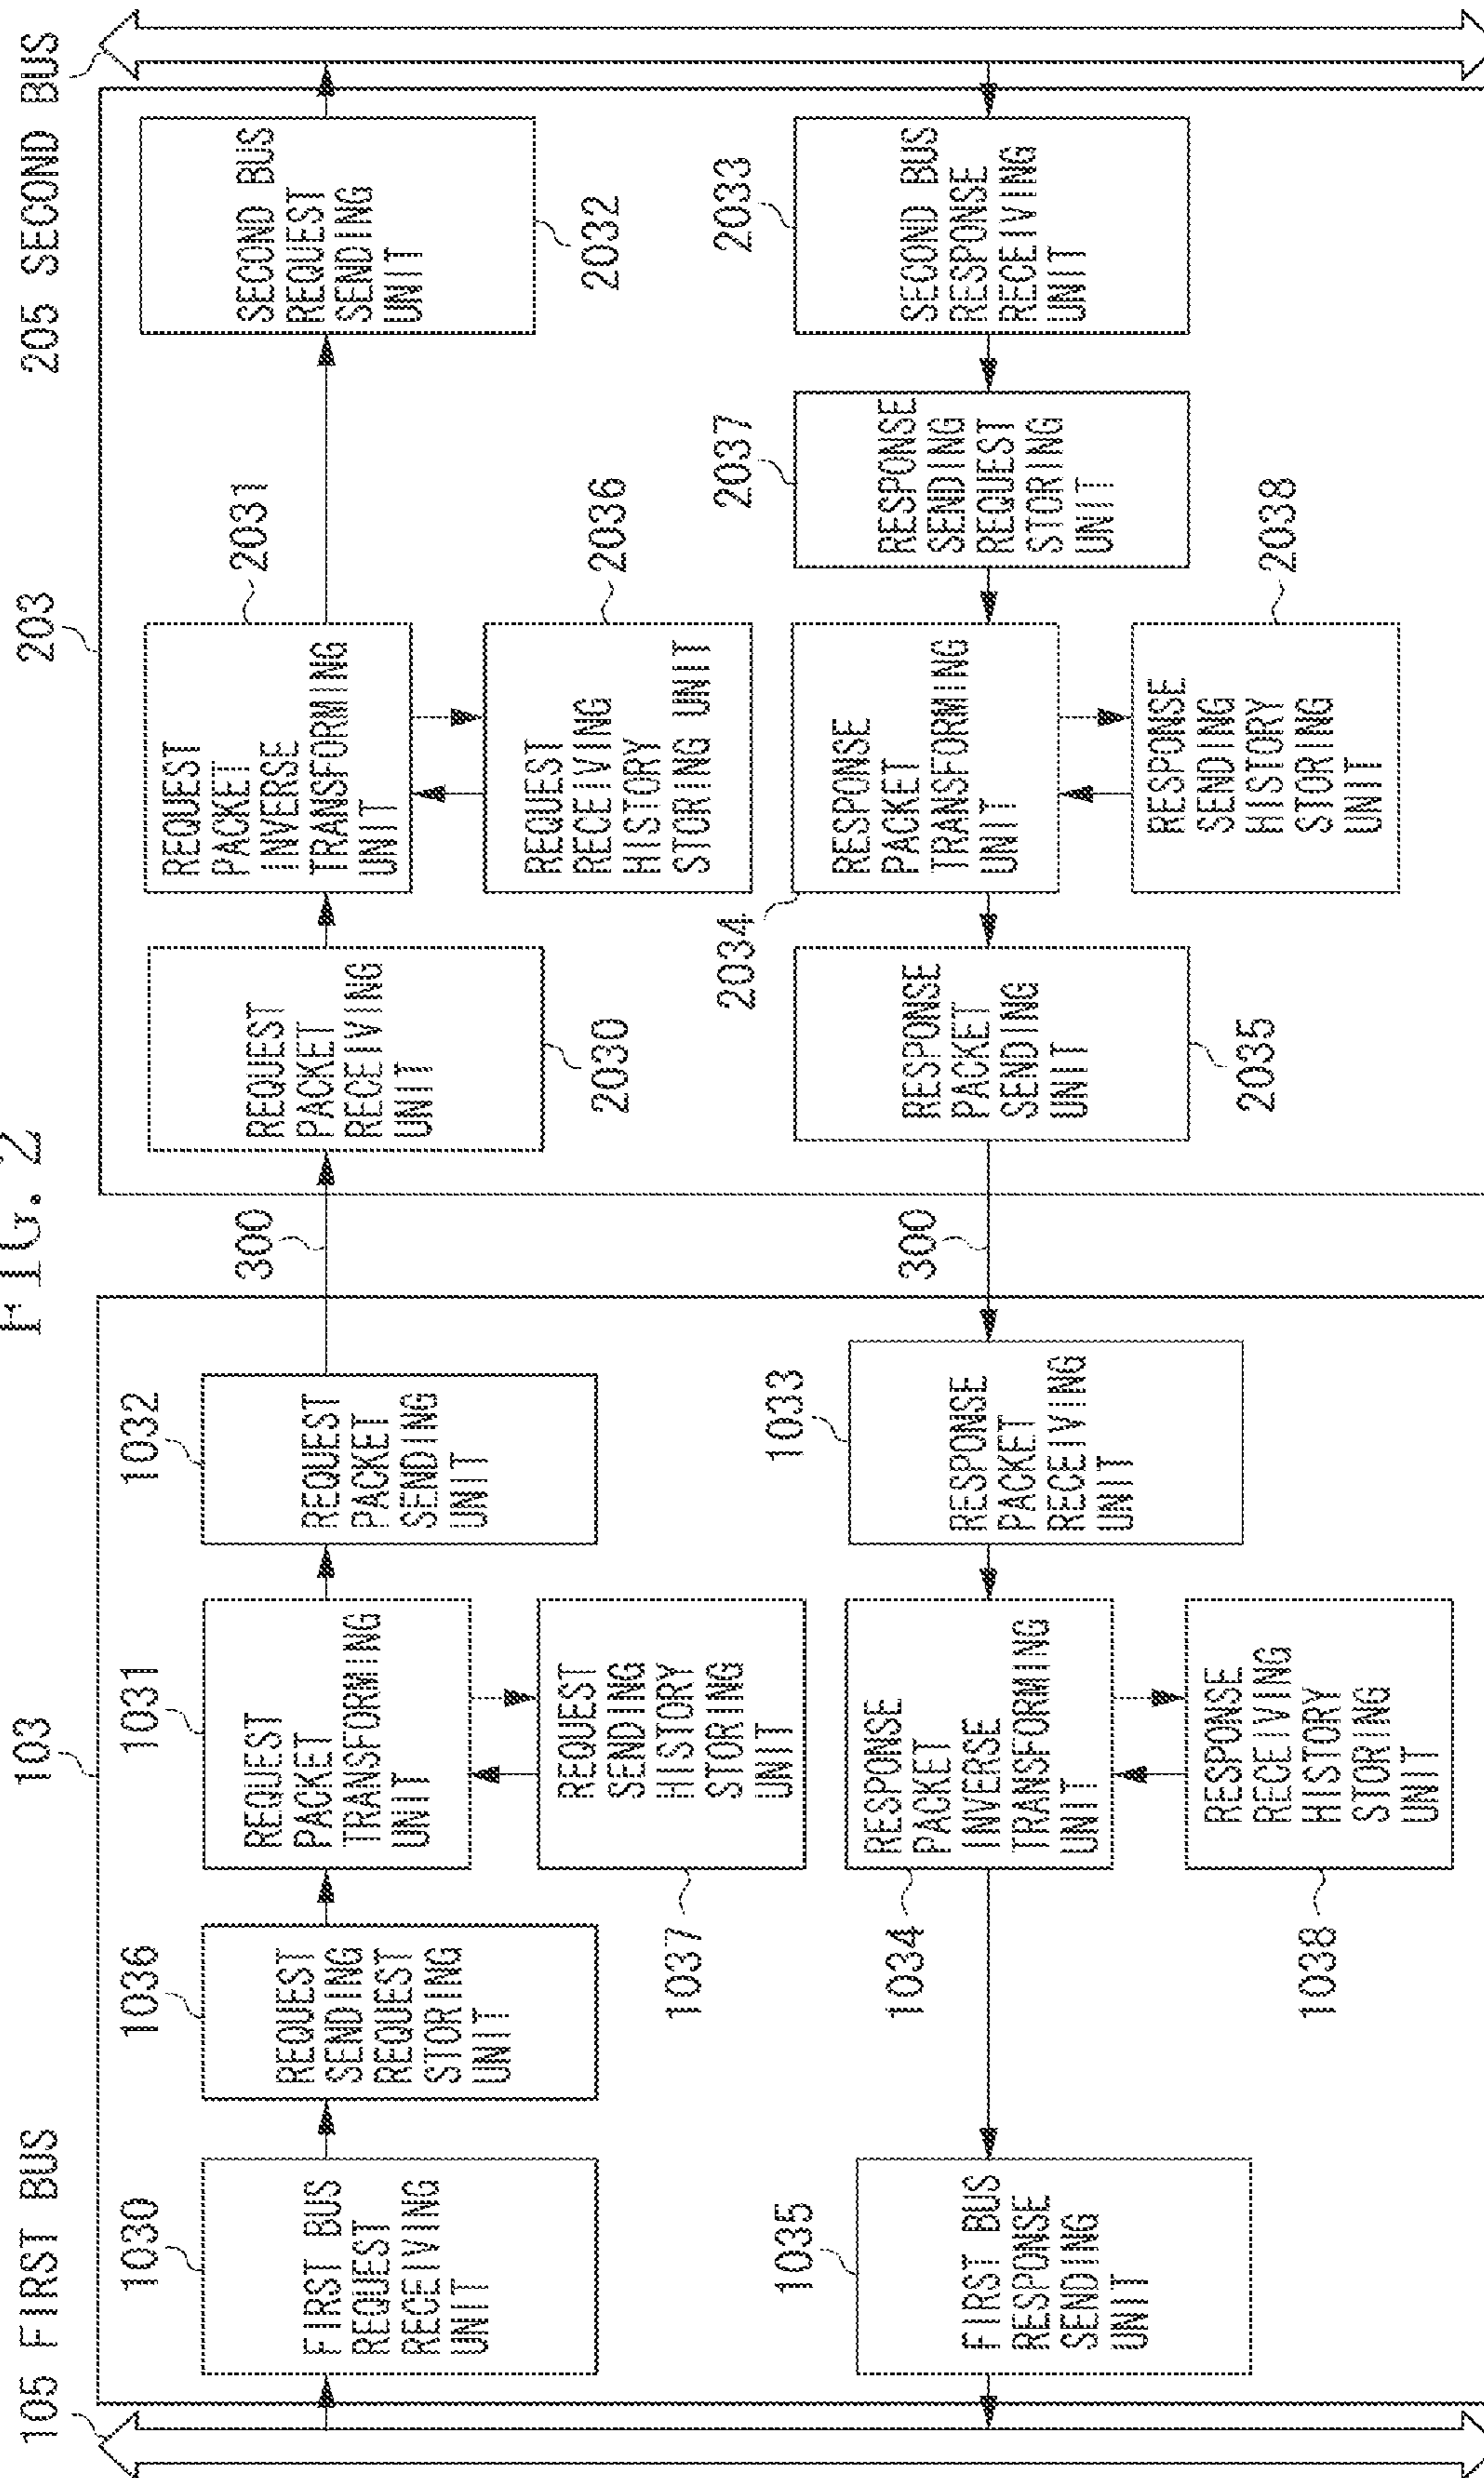 FIG. 2
105 FIRST BUS
103
203
205 SECOND BUS
1030
FIRST BUS
REQUEST
RECEIVING
UNIT
1036
REQUEST
SENDING
REQUEST
STORING
UNIT
1031
REQUEST
PACKET
TRANSFORMING
UNIT
1032
REQUEST
PACKET
SENDING
UNIT
300
REQUEST
PACKET
RECEIVING
UNIT
2030
REQUEST
PACKET
INVERSE
TRANSFORMING
UNIT
2031
SECOND BUS
REQUEST
SENDING
UNIT
2032
REQUEST
SENDING
HISTORY
STORING
UNIT
1037
REQUEST
RECEIVING
HISTORY
STORING UNIT
2036
1035
FIRST BUS
RESPONSE
SENDING
UNIT
1034
RESPONSE
PACKET
INVERSE
TRANSFORMING
UNIT
1033
RESPONSE
PACKET
RECEIVING
UNIT
300
RESPONSE
PACKET
SENDING
UNIT
2035
2034
RESPONSE
PACKET
TRANSFORMING
UNIT
2037
RESPONSE
SENDING
REQUEST
STORING
UNIT
2033
SECOND BUS
RESPONSE
RECEIVING
UNIT
1038
RESPONSE
RECEIVING
HISTORY
STORING
UNIT
RESPONSE
SENDING
HISTORY
STORING
UNIT
2038